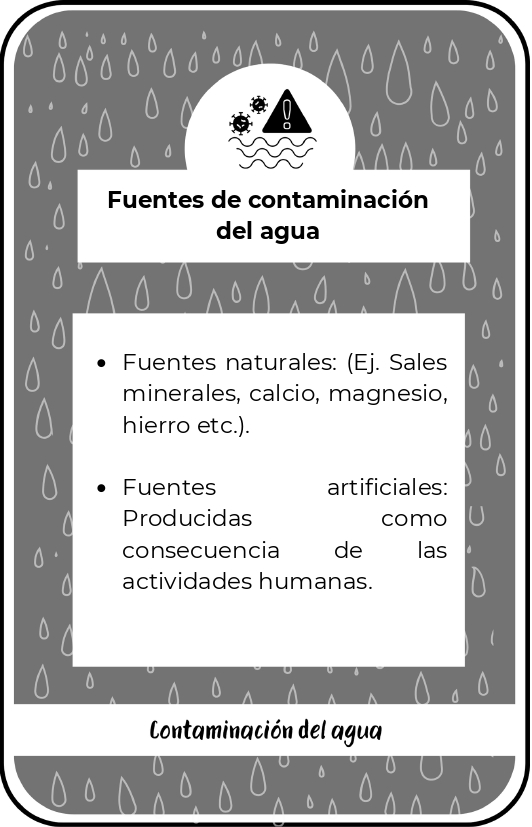 Fuentes de contaminación
del agua
• Fuentes naturales: (Ej. Sales
minerales, calcio, magnesio,
hierro etc.).
• Fuentes artificiales:
Producidas como
consecuencia de las
actividades humanas.
Contaminación del agua